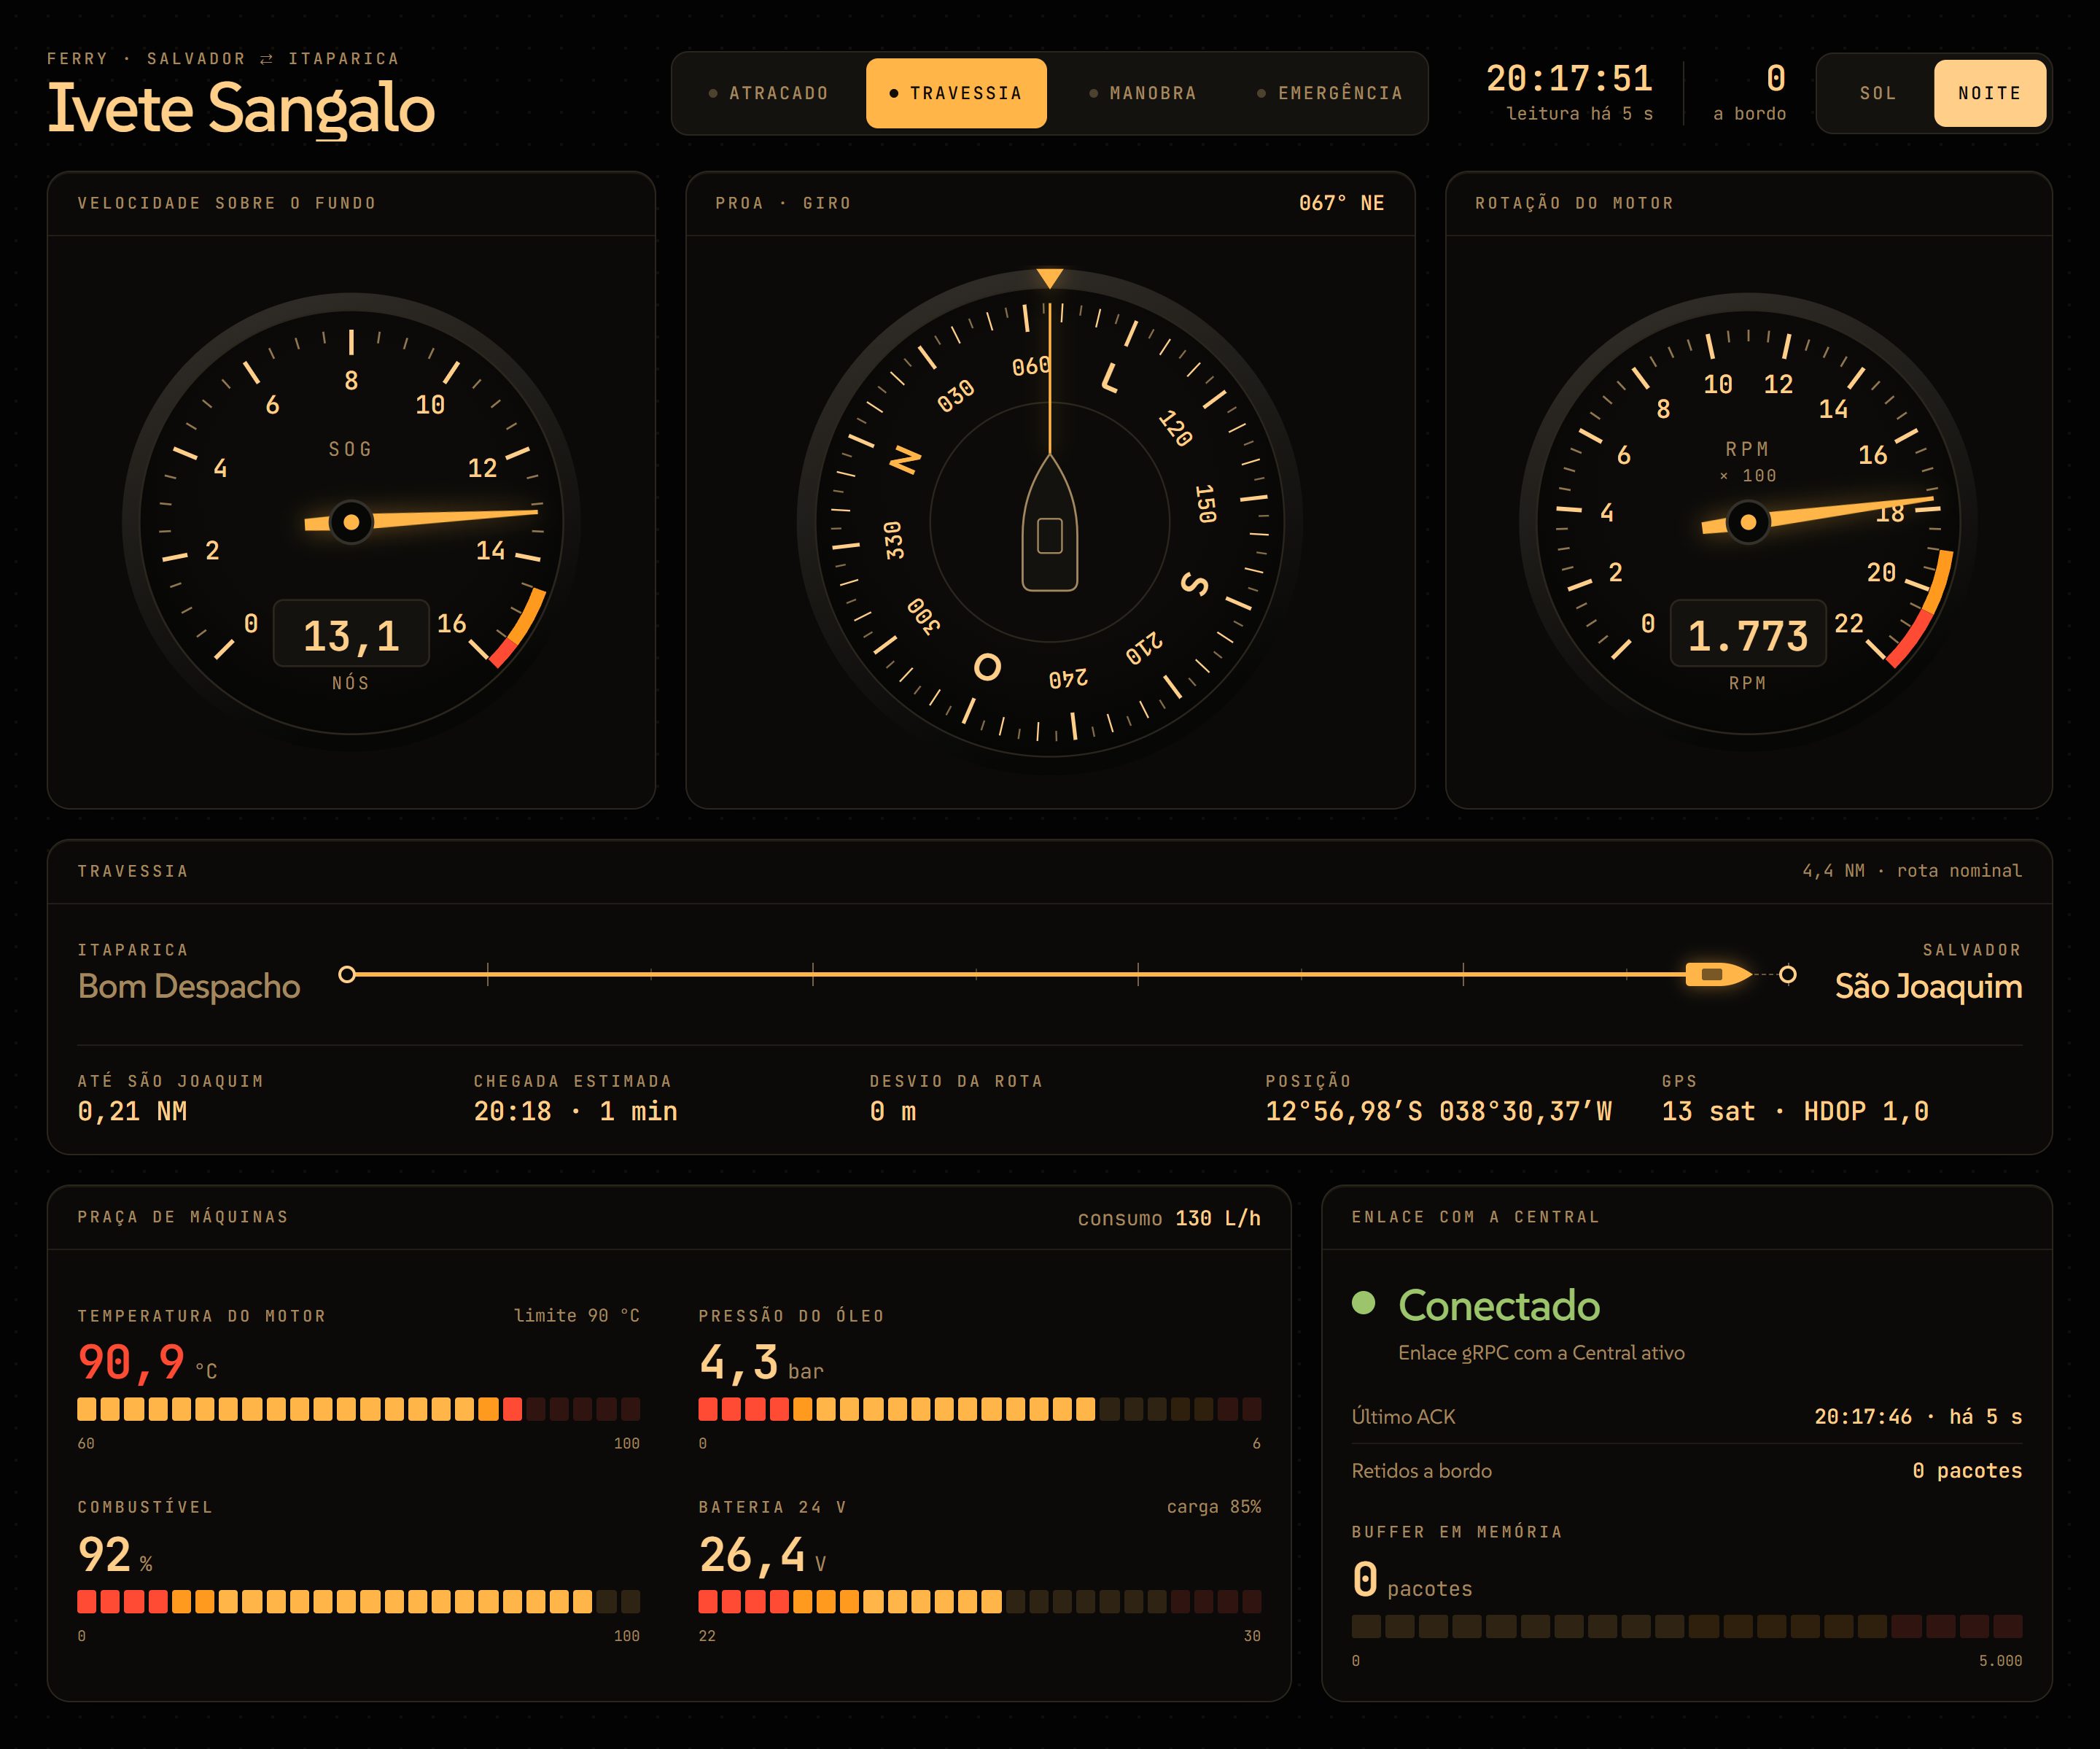 FERRY · SALVADOR ⇄ ITAPARICA
Ivete Sangalo
ATRACADO
TRAVESSIA
MANOBRA
EMERGÊNCIA
20:17:51
leitura há 5 s
0
a bordo
SOL
NOITE
VELOCIDADE SOBRE O FUNDO
0
2
4
6
8
10
12
14
16
SOG
13,1
NÓS
PROA · GIRO
067° NE
N
030
060
L
120
150
S
210
240
O
300
330
ROTAÇÃO DO MOTOR
0
2
4
6
8
10
12
14
16
18
20
22
RPM
× 100
1.773
RPM
TRAVESSIA
4,4 NM · rota nominal
ITAPARICA
Bom Despacho
SALVADOR
São Joaquim
ATÉ SÃO JOAQUIM
0,21 NM
CHEGADA ESTIMADA
20:18 · 1 min
DESVIO DA ROTA
0 m
POSIÇÃO
12°56,98’S 038°30,37’W
GPS
13 sat · HDOP 1,0
PRAÇA DE MÁQUINAS
consumo 130 L/h
TEMPERATURA DO MOTOR
limite 90 °C
90,9 °C
60
100
PRESSÃO DO ÓLEO
4,3 bar
0
6
COMBUSTÍVEL
92 %
0
100
BATERIA 24 V
carga 85%
26,4 V
22
30
ENLACE COM A CENTRAL
Conectado
Enlace gRPC com a Central ativo
Último ACK
20:17:46 · há 5 s
Retidos a bordo
0 pacotes
BUFFER EM MEMÓRIA
0 pacotes
0
5.000